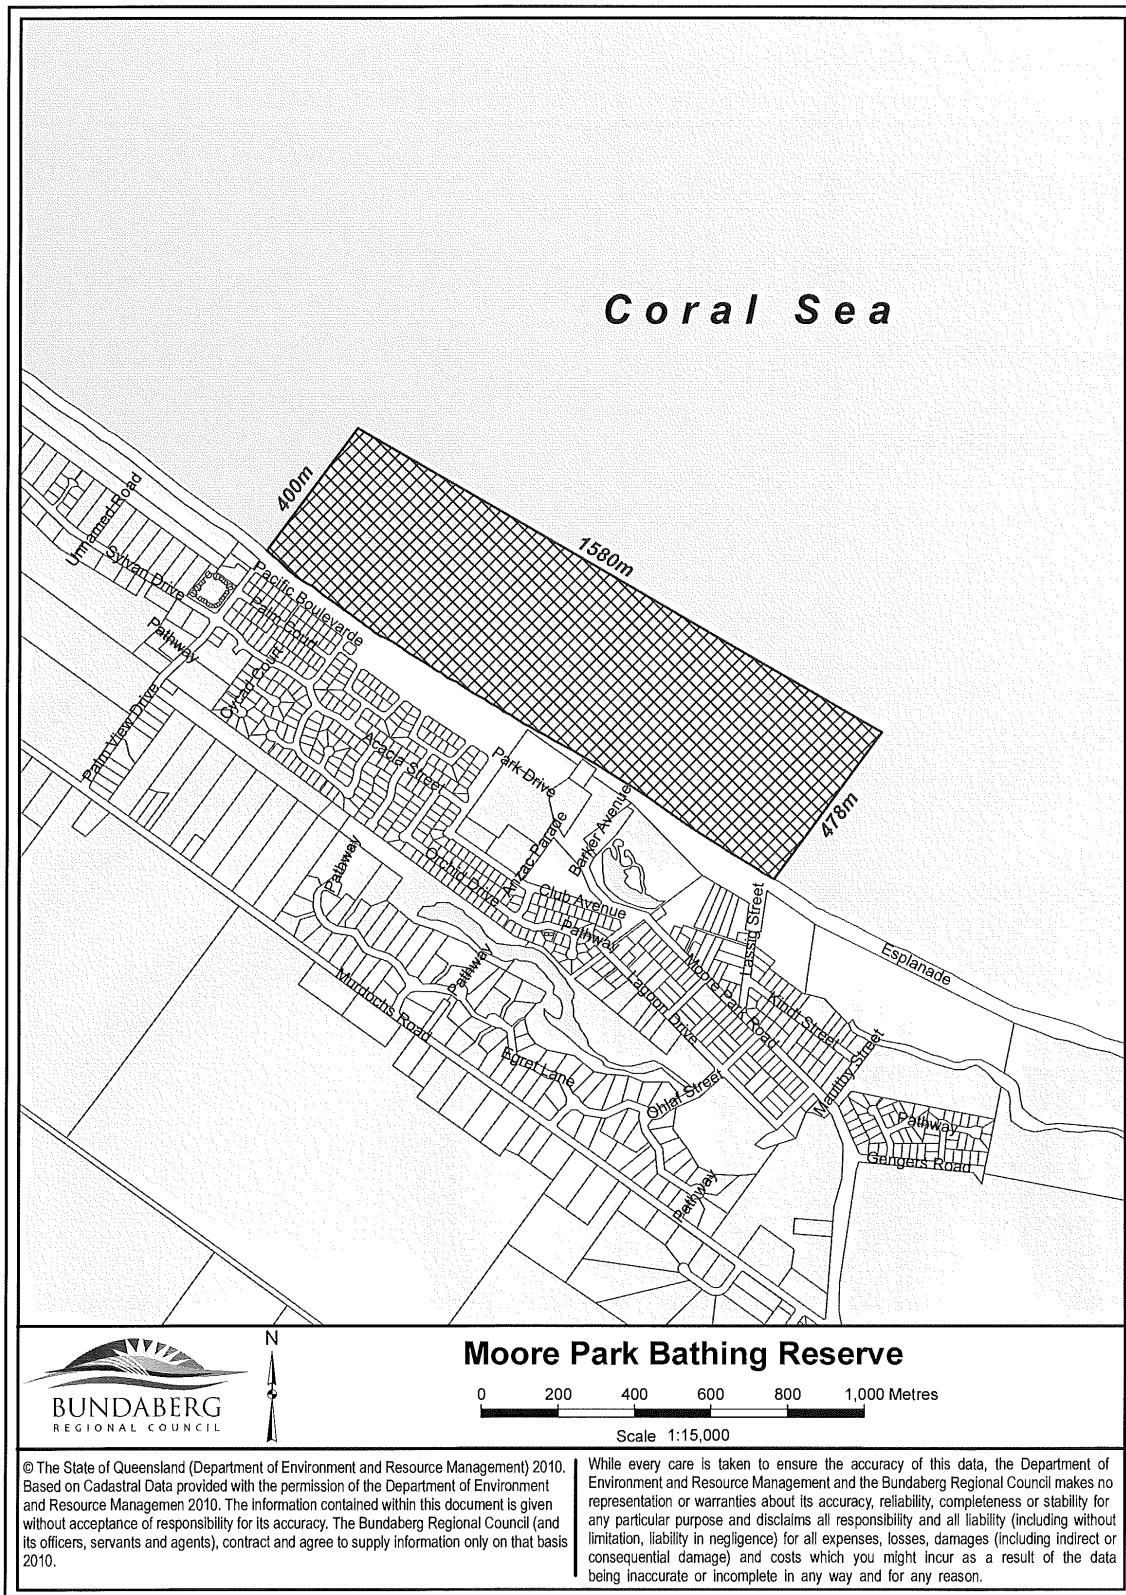 Coral Sea
400m
1580m
478m
Unnamed Road
Sylvan Drive
Pacific Boulevarde
Palm Court
Pathway
Cycad Court
Palm View Drive
Acacia Street
Park Drive
Anzac Parade
Barker Avenue
Pathway
Orchid Drive
Club Avenue
Pathway
Lassig Street
Esplanade
Pathway
Murdochs Road
Lagoon Drive
Moore Park Road
Kindt Street
Egret Lane
Ohlaf Street
Maultby Street
Pathway
Gengers Road
Pathway
BUNDABERG
REGIONAL COUNCIL
N
Moore Park Bathing Reserve
0 200 400 600 800 1,000 Metres
Scale 1:15,000
© The State of Queensland (Department of Environment and Resource Management) 2010.
Based on Cadastral Data provided with the permission of the Department of Environment
and Resource Managemen 2010. The information contained within this document is given
without acceptance of responsibility for its accuracy. The Bundaberg Regional Council (and
its officers, servants and agents), contract and agree to supply information only on that basis
2010.
While every care is taken to ensure the accuracy of this data, the Department of
Environment and Resource Management and the Bundaberg Regional Council makes no
representation or warranties about its accuracy, reliability, completeness or stability for
any particular purpose and disclaims all responsibility and all liability (including without
limitation, liability in negligence) for all expenses, losses, damages (including indirect or
consequential damage) and costs which you might incur as a result of the data
being inaccurate or incomplete in any way and for any reason.